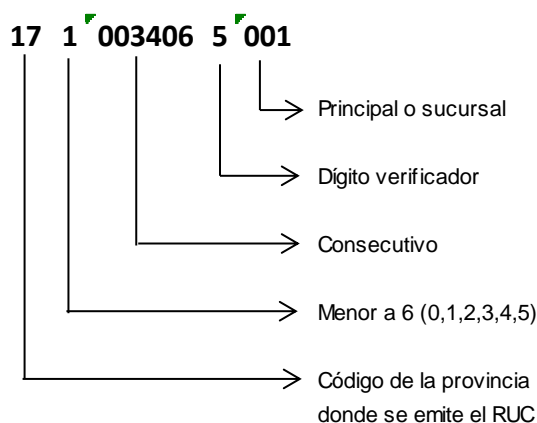 17 1 003406 5 001
Principal o sucursal
Dígito verificador
Consecutivo
Menor a 6 (0,1,2,3,4,5)
Código de la provincia
donde se emite el RUC